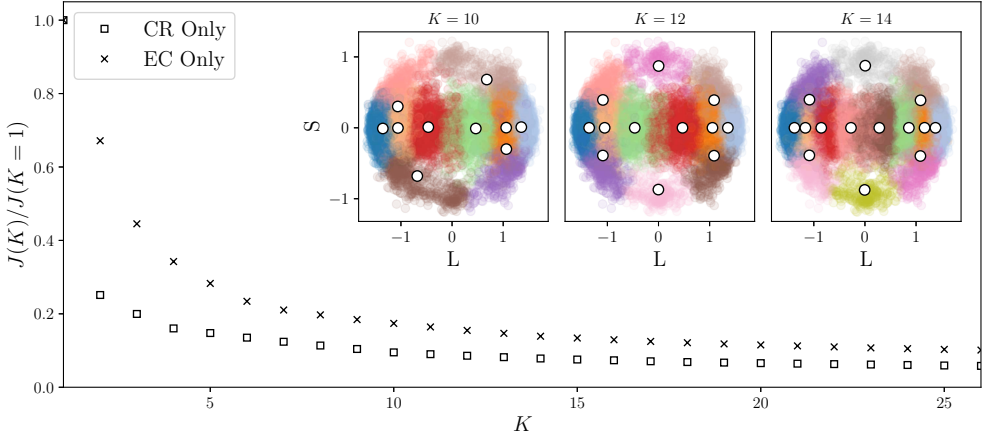 J(K)/J(K = 1)
1.0
0.8
0.6
0.4
0.2
0.0
CR Only
EC Only
K = 10
K = 12
K = 14
S
1
0
−1
−1 0 1
−1 0 1
−1 0 1
L
L
L
5 10 15 20 25
K